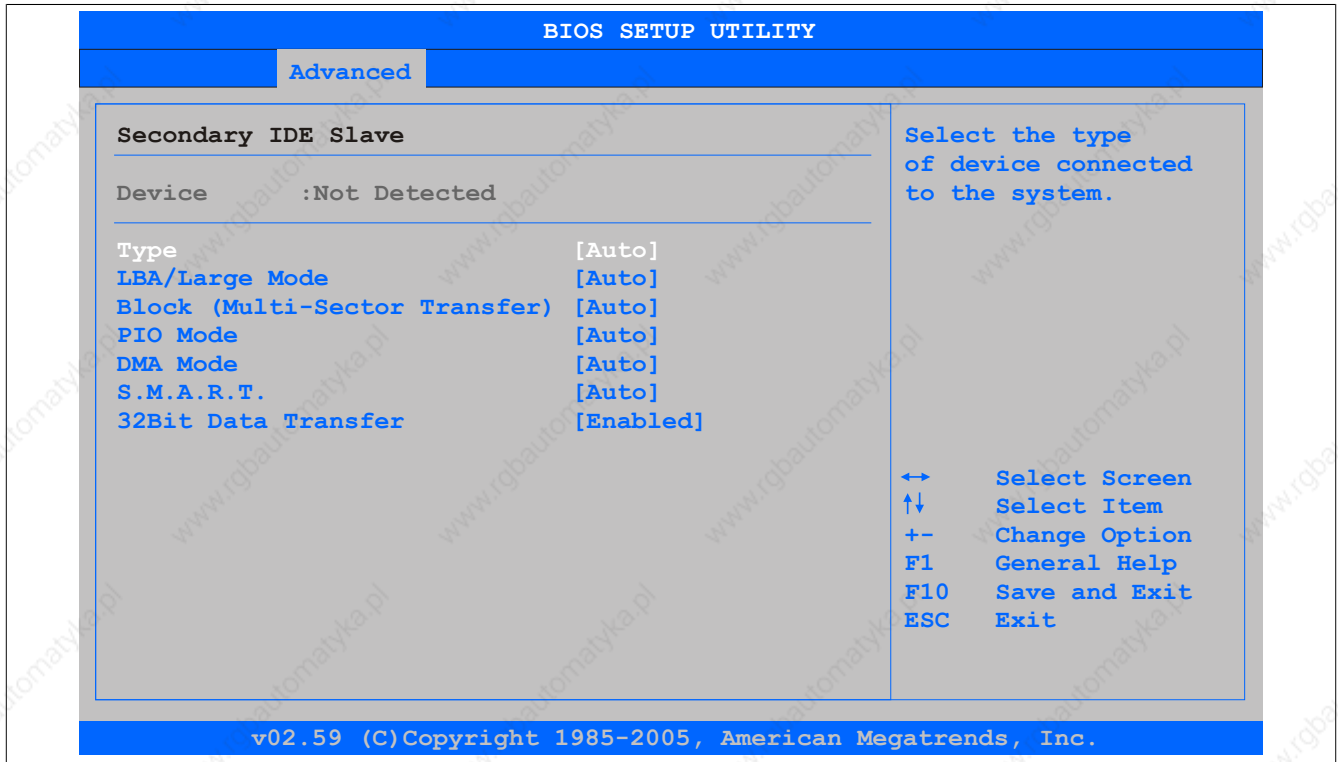 BIOS SETUP UTILITY
Advanced
Secondary IDE Slave
Device :Not Detected
Type [Auto]
LBA/Large Mode [Auto]
Block (Multi-Sector Transfer) [Auto]
PIO Mode [Auto]
DMA Mode [Auto]
S.M.A.R.T. [Auto]
32Bit Data Transfer [Enabled]
Select the type
of device connected
to the system.
↔ Select Screen
↑↓ Select Item
+- Change Option
F1 General Help
F10 Save and Exit
ESC Exit
v02.59 (C)Copyright 1985-2005, American Megatrends, Inc.
www.rgbautomatyka.pl